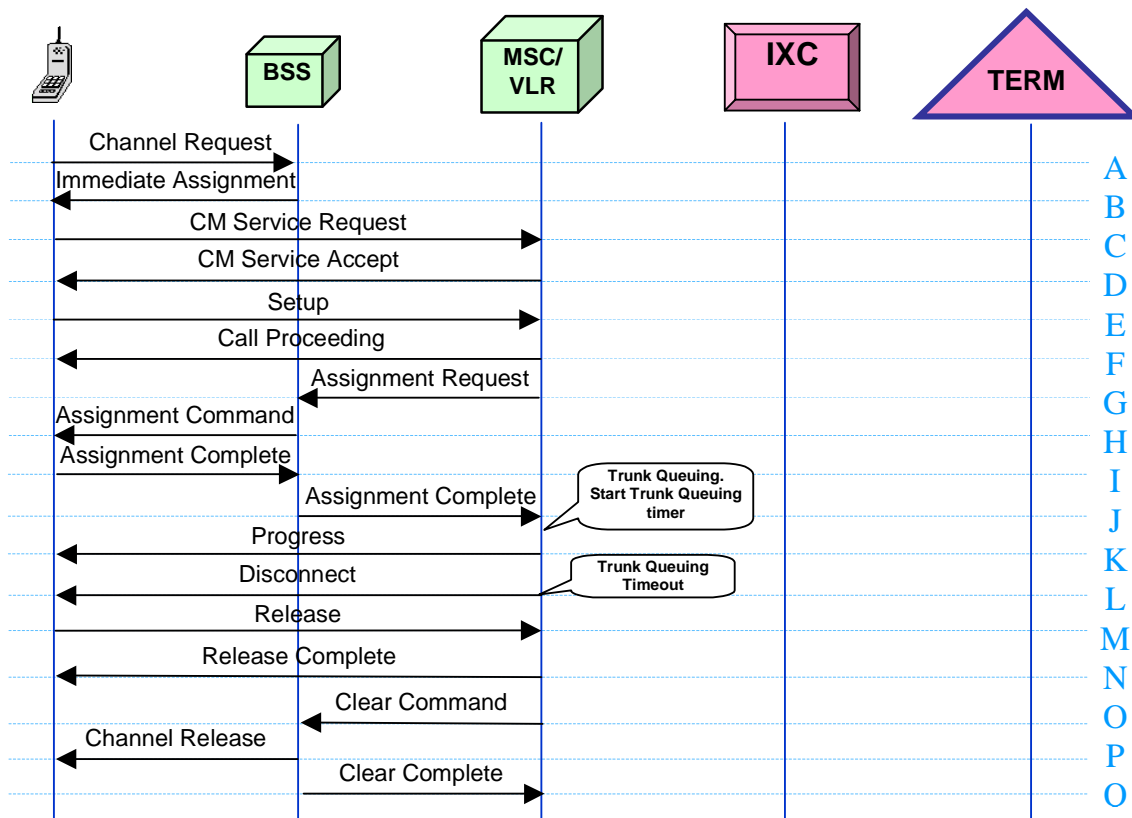 BSS
MSC/
VLR
IXC
TERM
Channel Request
A
Immediate Assignment
B
CM Service Request
C
CM Service Accept
D
Setup
E
Call Proceeding
F
Assignment Request
G
Assignment Command
H
Assignment Complete
I
Trunk Queuing.
Start Trunk Queuing
timer
Assignment Complete
J
Progress
K
Trunk Queuing
Timeout
Disconnect
L
Release
M
Release Complete
N
Clear Command
O
Channel Release
P
Clear Complete
O